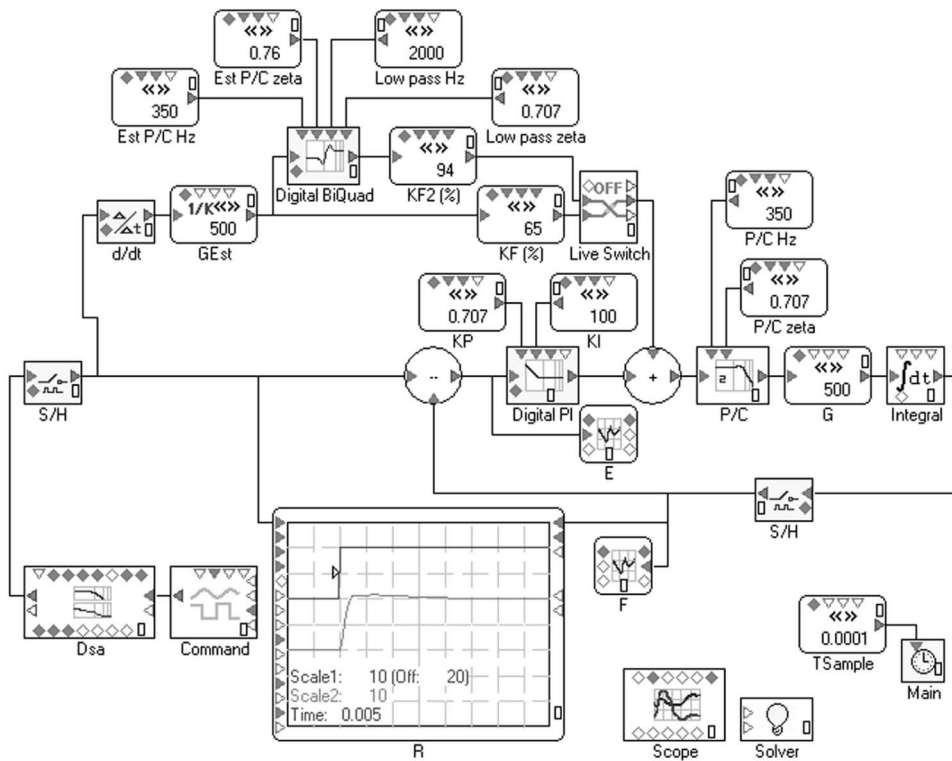 0.76
Est P/C zeta
2000
Low pass Hz
350
Est P/C Hz
0.707
Low pass zeta
Digital BiQuad
94
KF2 (%)
OFF
Live Switch
Δ/Δt
d/dt
1/K
500
GEst
65
KF (%)
350
P/C Hz
0.707
KP
100
KI
0.707
P/C zeta
S/H
--
Digital PI
+
2
P/C
500
G
∫dt
Integral
E
S/H
F
Dsa
Command
Scale1: 10 (Off: 20)
Scale2: 10
Time: 0.005
R
0.0001
TSample
Main
Scope
Solver